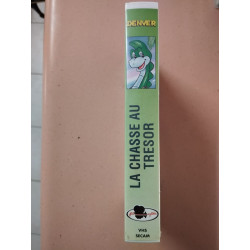 DENVER
LA CHASSE AU
TRESOR
VHS
SECAM